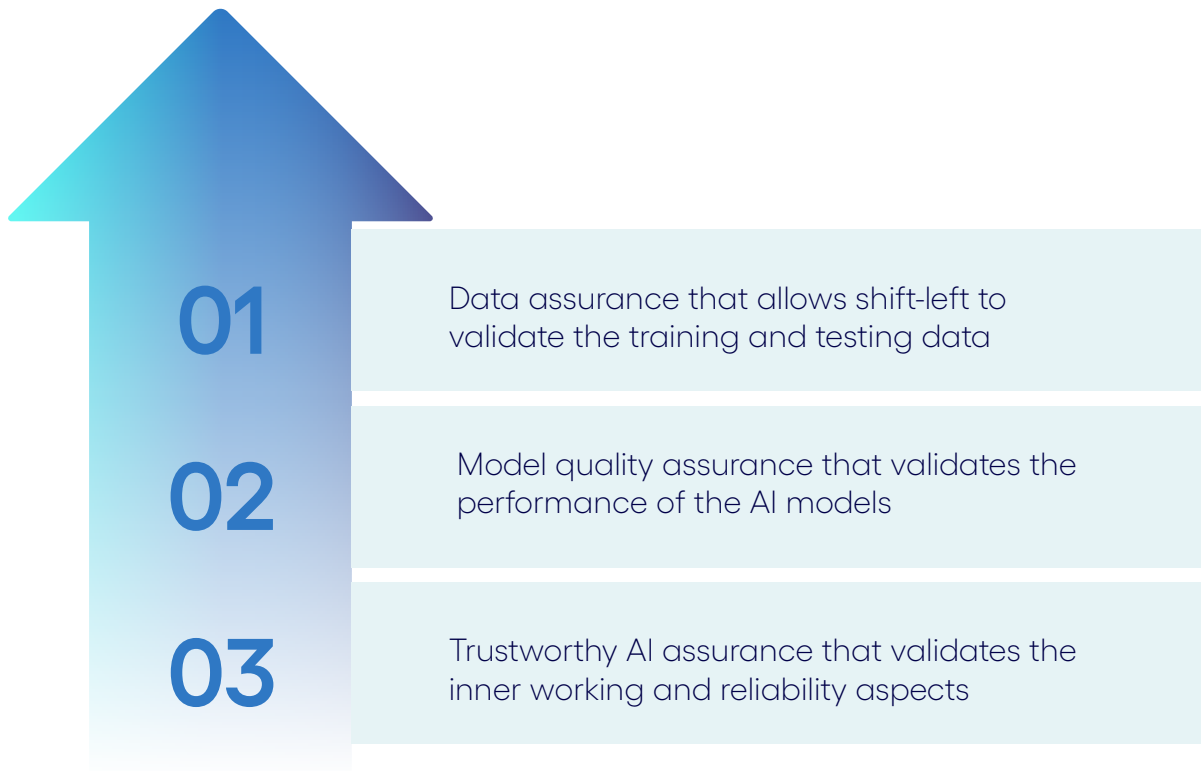 01
Data assurance that allows shift-left to
validate the training and testing data
02
Model quality assurance that validates the
performance of the AI models
03
Trustworthy AI assurance that validates the
inner working and reliability aspects